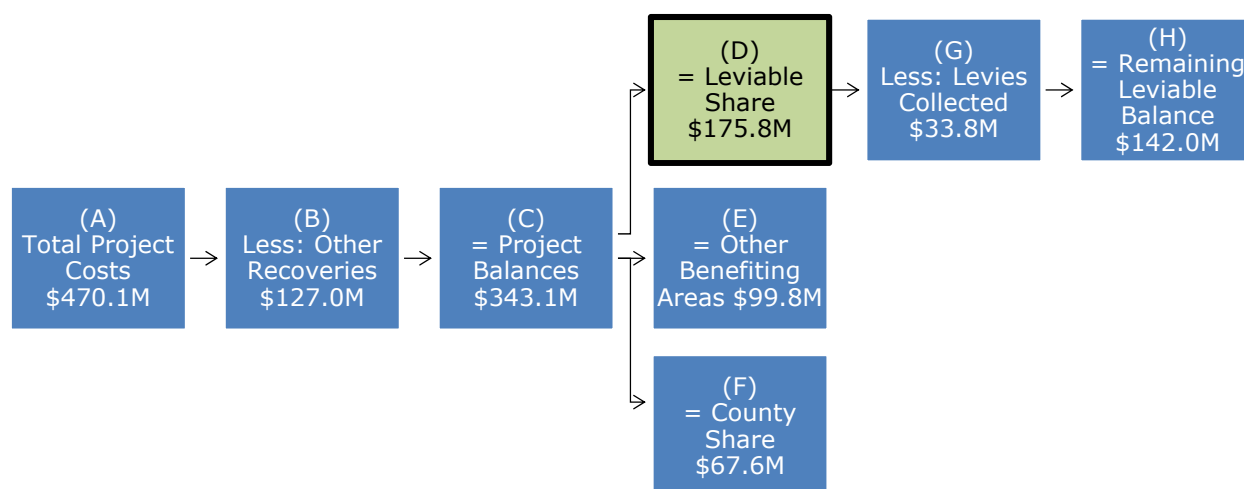 (A)
Total Project
Costs
$470.1M
(B)
Less: Other
Recoveries
$127.0M
(C)
= Project
Balances
$343.1M
(D)
= Leviable
Share
$175.8M
(G)
Less: Levies
Collected
$33.8M
(H)
= Remaining
Leviable
Balance
$142.0M
(E)
= Other
Benefiting
Areas $99.8M
(F)
= County
Share
$67.6M